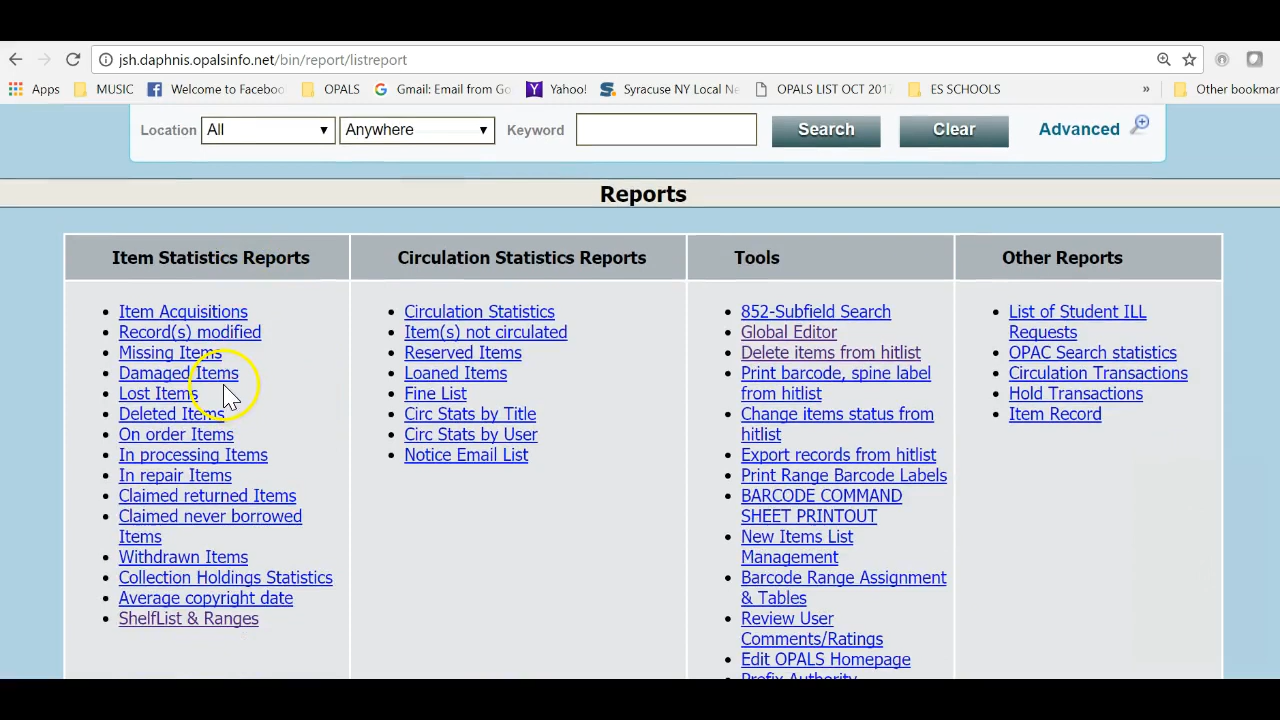 jsh.daphnis.opalsinfo.net/bin/report/listreport
Apps MUSIC Welcome to Faceboo OPALS Gmail: Email from Go Yahoo! Syracuse NY Local Ne OPALS LIST OCT 2017 ES SCHOOLS » Other bookmar
Location All Anywhere Keyword Search Clear Advanced
Reports
Item Statistics Reports
Item Acquisitions
Record(s) modified
Missing Items
Damaged Items
Lost Items
Deleted Items
On order Items
In processing Items
In repair Items
Claimed returned Items
Claimed never borrowed
Items
Withdrawn Items
Collection Holdings Statistics
Average copyright date
ShelfList & Ranges
Circulation Statistics Reports
Circulation Statistics
Item(s) not circulated
Reserved Items
Loaned Items
Fine List
Circ Stats by Title
Circ Stats by User
Notice Email List
Tools
852-Subfield Search
Global Editor
Delete items from hitlist
Print barcode, spine label
from hitlist
Change items status from
hitlist
Export records from hitlist
Print Range Barcode Labels
BARCODE COMMAND
SHEET PRINTOUT
New Items List
Management
Barcode Range Assignment
& Tables
Review User
Comments/Ratings
Edit OPALS Homepage
Prefix Authority
Other Reports
List of Student ILL
Requests
OPAC Search statistics
Circulation Transactions
Hold Transactions
Item Record